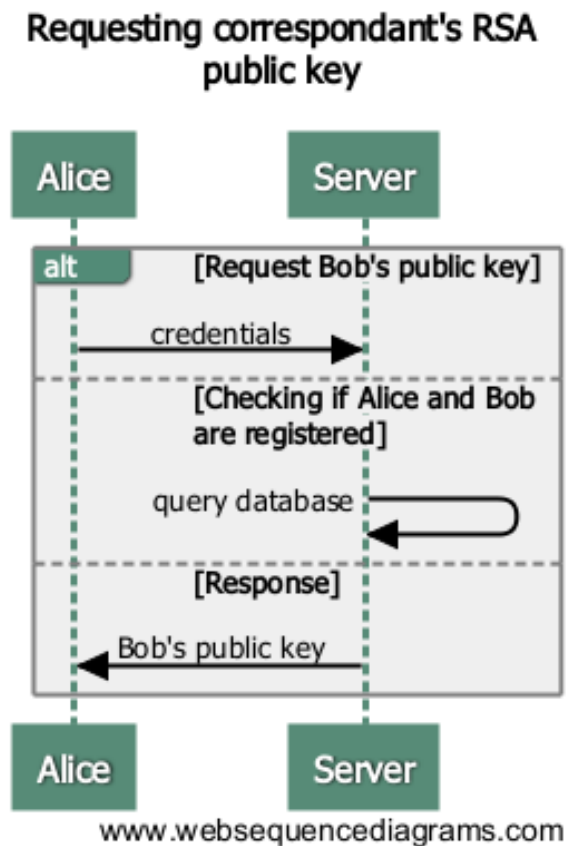 Requesting correspondant's RSA
public key
Alice
Server
alt
[Request Bob's public key]
credentials
[Checking if Alice and Bob
are registered]
query database
[Response]
Bob's public key
Alice
Server
www.websequencediagrams.com